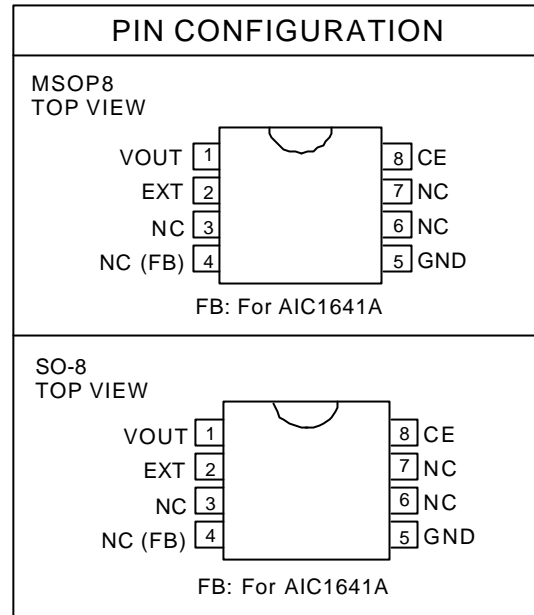 PIN CONFIGURATION
MSOP8
TOP VIEW
VOUT 1 8 CE
EXT 2 7 NC
NC 3 6 NC
NC (FB) 4 5 GND
FB: For AIC1641A
SO-8
TOP VIEW
VOUT 1 8 CE
EXT 2 7 NC
NC 3 6 NC
NC (FB) 4 5 GND
FB: For AIC1641A